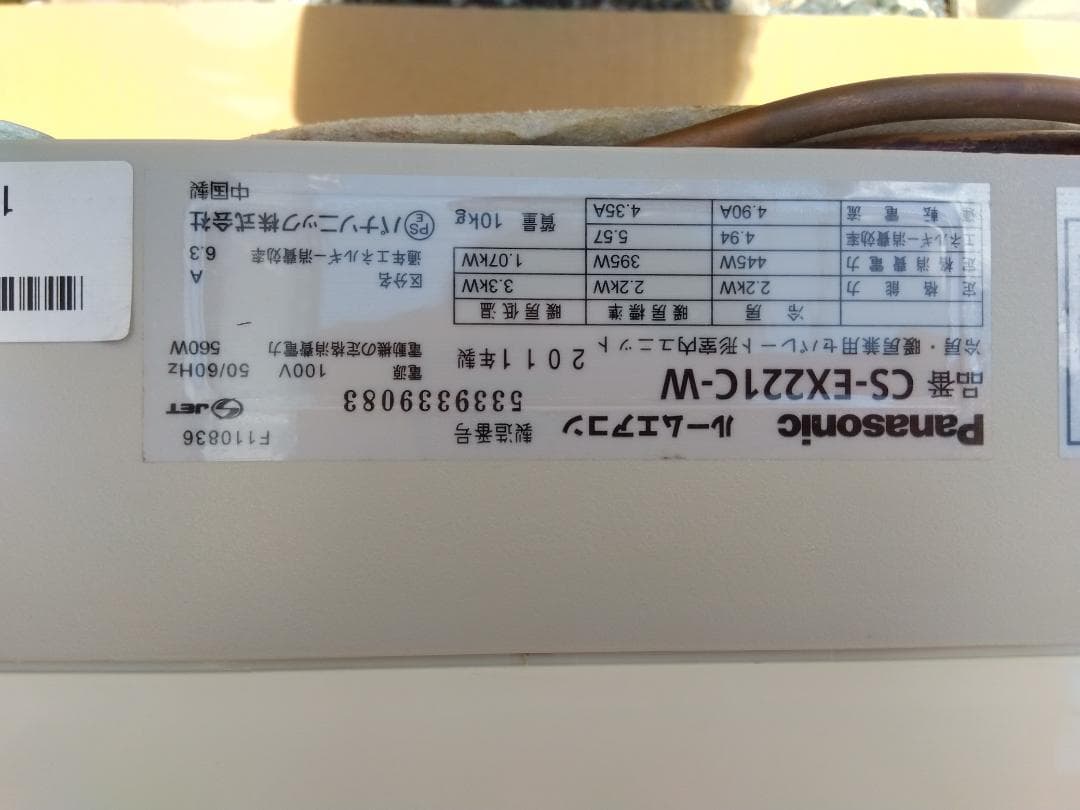 Panasonic ルームエアコン
品番 CS-EX221C-W
冷房・暖房兼用セパレート形室内ユニット
2011年製
製造番号 5339339083
F110836
JET
電源 100V 50/60Hz
電動機の定格消費電力 560W
冷房 暖房標準 暖房低温
定格能力 2.2kW 2.2kW 3.3kW
定格消費電力 445W 395W 1.07kW
エネルギー消費効率 4.94 5.57
運転電流 4.90A 4.35A
質量 10kg
区分名 A
通年エネルギー消費効率 6.3
PS E パナソニック株式会社
中国製
1